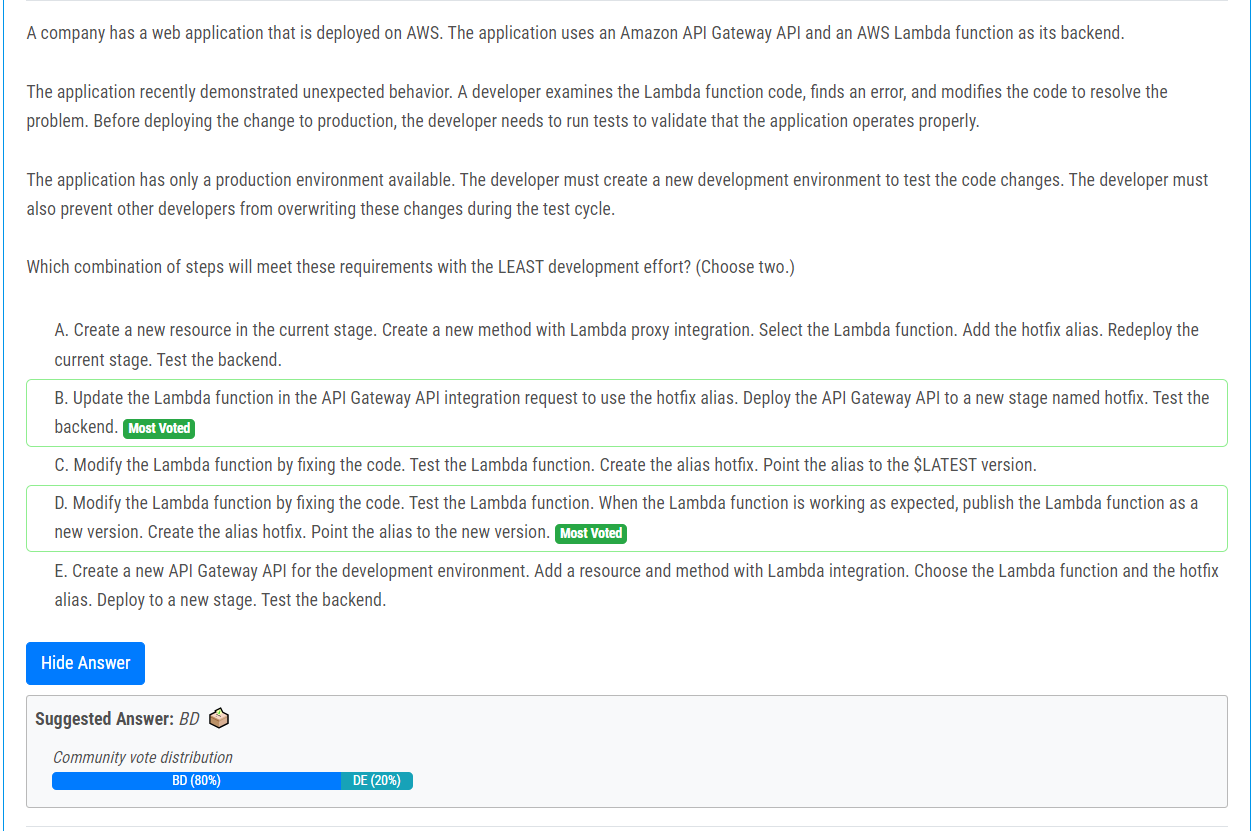 A company has a web application that is deployed on AWS. The application uses an Amazon API Gateway API and an AWS Lambda function as its backend.
The application recently demonstrated unexpected behavior. A developer examines the Lambda function code, finds an error, and modifies the code to resolve the
problem. Before deploying the change to production, the developer needs to run tests to validate that the application operates properly.
The application has only a production environment available. The developer must create a new development environment to test the code changes. The developer must
also prevent other developers from overwriting these changes during the test cycle.
Which combination of steps will meet these requirements with the LEAST development effort? (Choose two.)
A. Create a new resource in the current stage. Create a new method with Lambda proxy integration. Select the Lambda function. Add the hotfix alias. Redeploy the
current stage. Test the backend.
B. Update the Lambda function in the API Gateway API integration request to use the hotfix alias. Deploy the API Gateway API to a new stage named hotfix. Test the
backend. Most Voted
C. Modify the Lambda function by fixing the code. Test the Lambda function. Create the alias hotfix. Point the alias to the $LATEST version.
D. Modify the Lambda function by fixing the code. Test the Lambda function. When the Lambda function is working as expected, publish the Lambda function as a
new version. Create the alias hotfix. Point the alias to the new version. Most Voted
E. Create a new API Gateway API for the development environment. Add a resource and method with Lambda integration. Choose the Lambda function and the hotfix
alias. Deploy to a new stage. Test the backend.
Hide Answer
Suggested Answer: BD
Community vote distribution
BD (80%) DE (20%)